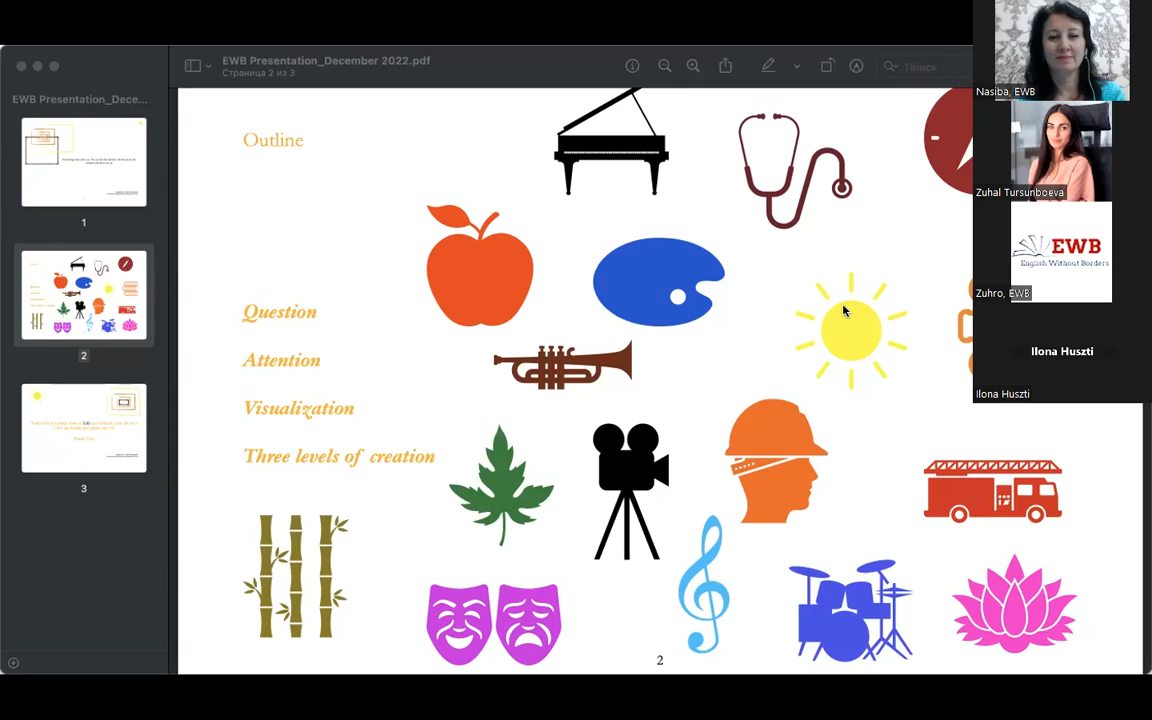 EWB Presentation_December 2022.pdf
Страница 2 из 3
Поиск
EWB Presentation_Dece...
1
2
3
Outline
Question
Attention
Visualization
Three levels of creation
2
Nasiba, EWB
Zuhal Tursunboeva
EWB
English Without Borders
Zuhro, EWB
Ilona Huszti
Ilona Huszti